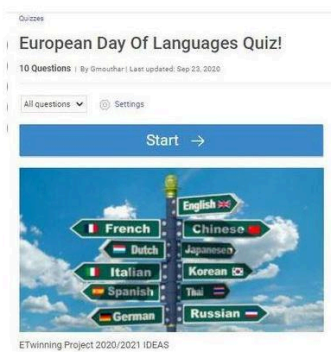 Quizzes
European Day Of Languages Quiz!
10 Questions | By Gmouthar | Last updated: Sep 23, 2020
All questions
Settings
Start →
English
French
Chinese
Dutch
Japanesen
Italian
Korean
Spanish
Thai
German
Russian
ETwinning Project 2020/2021 IDEAS